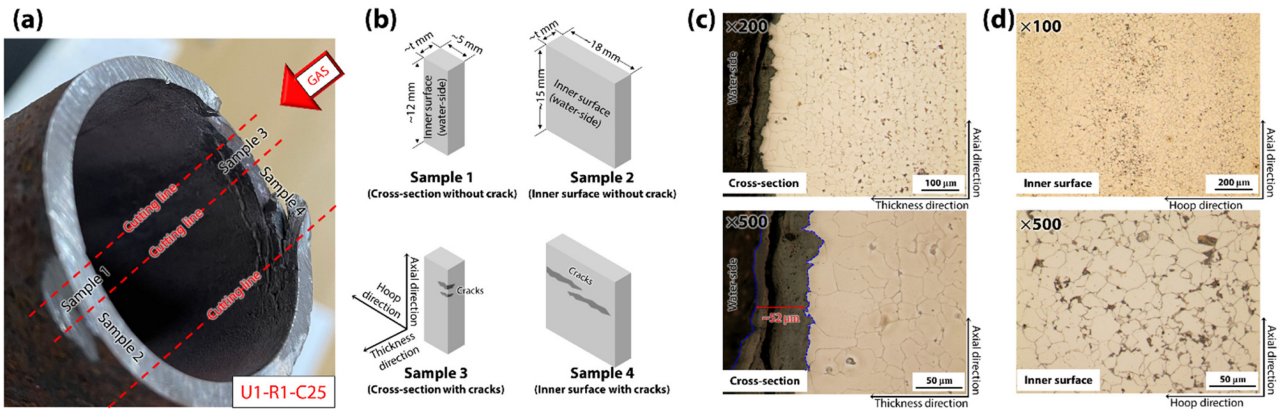 (a)
GAS
Sample 3
Sample 4
Cutting line
Cutting line
Cutting line
Sample 1
Sample 2
U1-R1-C25
(b)
~t mm
~5 mm
~12 mm
Inner surface
(water-side)
Sample 1
(Cross-section without crack)
~t mm
~18 mm
~15 mm
Inner surface
(water-side)
Sample 2
(Inner surface without crack)
Axial direction
Hoop
direction
Thickness
direction
Cracks
Sample 3
(Cross-section with cracks)
Cracks
Sample 4
(Inner surface with cracks)
(c)
×200
Water-side
Cross-section
100 μm
Axial direction
Thickness direction
×500
Water-side
~52 μm
Cross-section
50 μm
Axial direction
Thickness direction
(d)
×100
Inner surface
200 μm
Axial direction
Hoop direction
×500
Inner surface
50 μm
Axial direction
Hoop direction